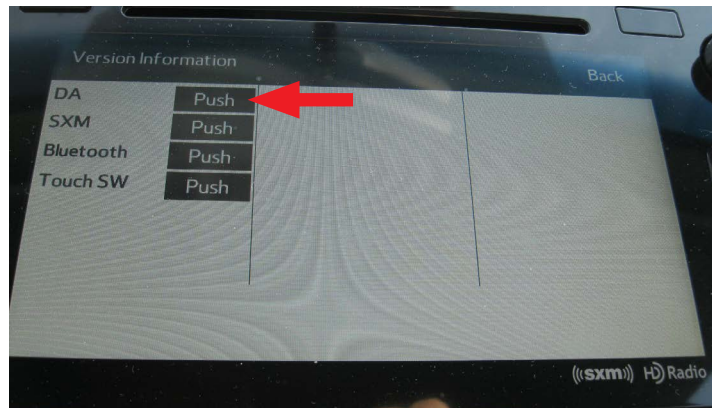 Version Information
Back
DA Push
SXM Push
Bluetooth Push
Touch SW Push
((sxm)) HD Radio